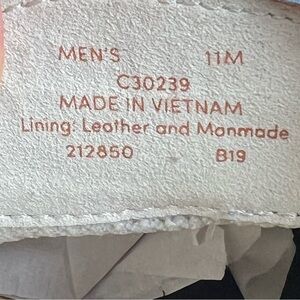 MEN'S 11M
C30239
MADE IN VIETNAM
Lining: Leather and Manmade
212850 B19